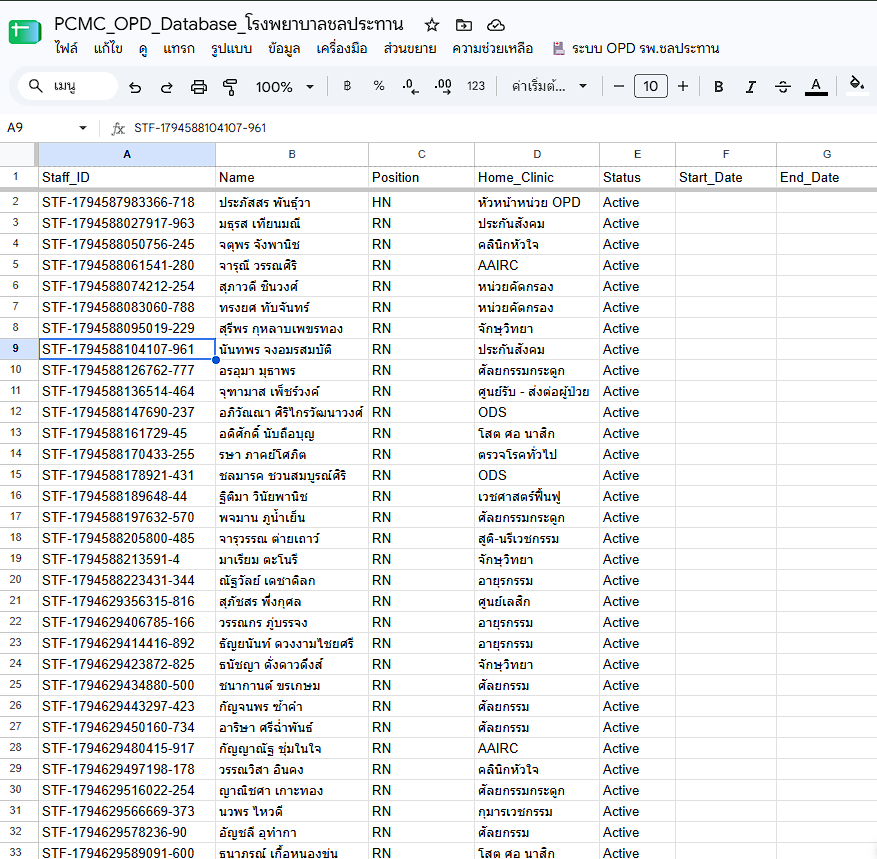 PCMC_OPD_Database_โรงพยาบาลชลประทาน
ไฟล์ แก้ไข ดู แทรก รูปแบบ ข้อมูล เครื่องมือ ส่วนขยาย ความช่วยเหลือ ระบบ OPD รพ.ชลประทาน
เมนู 100% B % .0 .00 123 ค่าเริ่มต้... 10 B I S A
A9 fx STF-1794588104107-961
A B C D E F G
1 Staff_ID Name Position Home_Clinic Status Start_Date End_Date
2 STF-1794587983366-718 ประภัสสร พันธุ์วา HN หัวหน้าหน่วย OPD Active
3 STF-1794588027917-963 มธุรส เทียนมณี RN ประกันสังคม Active
4 STF-1794588050756-245 จตุพร จังพานิช RN คลินิกหัวใจ Active
5 STF-1794588061541-280 จารุณี วรรณศิริ RN AAIRC Active
6 STF-1794588074212-254 สุภาวดี ชินวงศ์ RN หน่วยคัดกรอง Active
7 STF-1794588083060-788 ทรงยศ ทับจันทร์ RN หน่วยคัดกรอง Active
8 STF-1794588095019-229 สุรีพร กุหลาบเพชรทอง RN จักษุวิทยา Active
9 STF-1794588104107-961 นันทพร จงอมรสมบัติ RN ประกันสังคม Active
10 STF-1794588126762-777 อรอุมา มุธาพร RN ศัลยกรรมกระดูก Active
11 STF-1794588136514-464 จุฑามาส เพ็ชร์วงค์ RN ศูนย์รับ - ส่งต่อผู้ป่วย Active
12 STF-1794588147690-237 อภิวัณณา ศิริไกรวัฒนาวงศ์ RN ODS Active
13 STF-1794588161729-45 อดิศักดิ์ นับถือบุญ RN โสต ศอ นาสิก Active
14 STF-1794588170433-255 รษา ภาคย์โศภิต RN ตรวจโรคทั่วไป Active
15 STF-1794588178921-431 ชลมารค ชวนสมบูรณ์ศิริ RN ODS Active
16 STF-1794588189648-44 ฐิติมา วินัยพานิช RN เวชศาสตร์ฟื้นฟู Active
17 STF-1794588197632-570 พจมาน ภูน้ำเย็น RN ศัลยกรรมกระดูก Active
18 STF-1794588205800-485 จารุวรรณ ต่ายเถาว์ RN สูติ-นรีเวชกรรม Active
19 STF-1794588213591-4 มาเรียม ตะโนรี RN จักษุวิทยา Active
20 STF-1794588223431-344 ณัฐวัลย์ เดชาดิลก RN อายุรกรรม Active
21 STF-1794629356315-816 สุภัชสร พึ่งกุศล RN ศูนย์เลสิก Active
22 STF-1794629406785-166 วรรณกร ภู่บรรจง RN อายุรกรรม Active
23 STF-1794629414416-892 ธัญยนันท์ ดวงงามไชยศรี RN อายุรกรรม Active
24 STF-1794629423872-825 ธนัชญา ดั่งดาวดึงส์ RN จักษุวิทยา Active
25 STF-1794629434880-500 ชนากานต์ ขรเกษม RN ศัลยกรรม Active
26 STF-1794629443297-423 กัญจนพร ช้ำคำ RN ศัลยกรรม Active
27 STF-1794629450160-734 อาริษา ศรีฉ่ำพันธ์ RN ศัลยกรรม Active
28 STF-1794629480415-917 กัญญาณัฐ ชุ่มในใจ RN AAIRC Active
29 STF-1794629497198-178 วรรณวิสา อินคง RN คลินิกหัวใจ Active
30 STF-1794629516022-254 ญาณิชศา เกาะทอง RN ศัลยกรรมกระดูก Active
31 STF-1794629566669-373 นวพร ไหวดี RN กุมารเวชกรรม Active
32 STF-1794629578236-90 อัญชลี อุทำกา RN ศัลยกรรม Active
33 STF-1794629589091-600 ธนาภรณ์ เกื้อหนองขุ่น RN โสต ศอ นาสิก Active